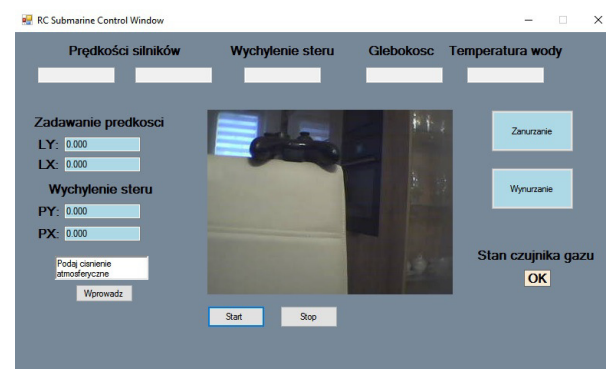 RC Submarine Control Window
Prędkości silników Wychylenie steru Glebokosc Temperatura wody
Zadawanie predkosci
LY: 0.000
LX: 0.000
Wychylenie steru
PY: 0.000
PX: 0.000
Podaj cisnienie
atmosferyczne
Wprowadz
Start Stop
Zanurzanie
Wynurzanie
Stan czujnika gazu
OK